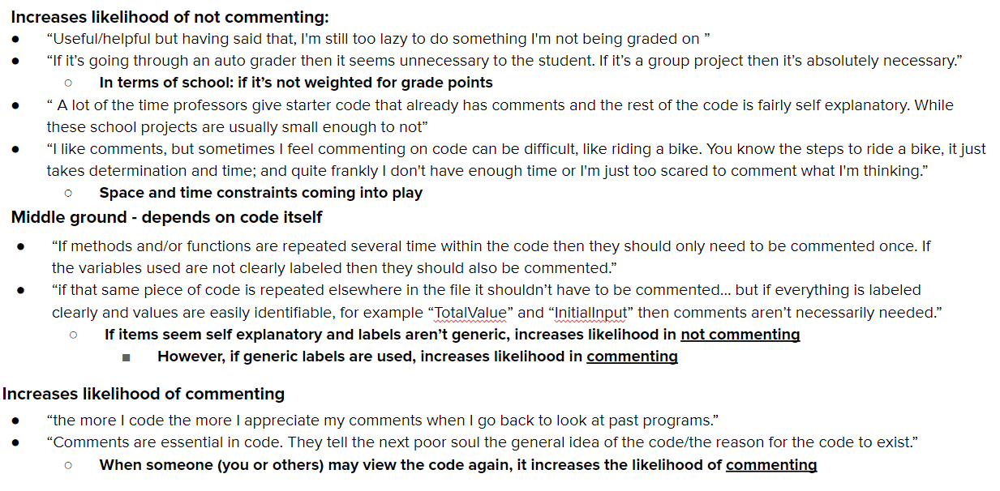 Increases likelihood of not commenting:
● “Useful/helpful but having said that, I'm still too lazy to do something I'm not being graded on ”
● “If it’s going through an auto grader then it seems unnecessary to the student. If it’s a group project then it’s absolutely necessary.”
○ In terms of school: if it’s not weighted for grade points
● “ A lot of the time professors give starter code that already has comments and the rest of the code is fairly self explanatory. While
these school projects are usually small enough to not”
● “I like comments, but sometimes I feel commenting on code can be difficult, like riding a bike. You know the steps to ride a bike, it just
takes determination and time; and quite frankly I don't have enough time or I'm just too scared to comment what I'm thinking.”
○ Space and time constraints coming into play
Middle ground - depends on code itself
● “If methods and/or functions are repeated several time within the code then they should only need to be commented once. If
the variables used are not clearly labeled then they should also be commented.”
● “if that same piece of code is repeated elsewhere in the file it shouldn’t have to be commented... but if everything is labeled
clearly and values are easily identifiable, for example “TotalValue” and “InitialInput” then comments aren’t necessarily needed.”
○ If items seem self explanatory and labels aren’t generic, increases likelihood in not commenting
■ However, if generic labels are used, increases likelihood in commenting
Increases likelihood of commenting
● “the more I code the more I appreciate my comments when I go back to look at past programs.”
● “Comments are essential in code. They tell the next poor soul the general idea of the code/the reason for the code to exist.”
○ When someone (you or others) may view the code again, it increases the likelihood of commenting